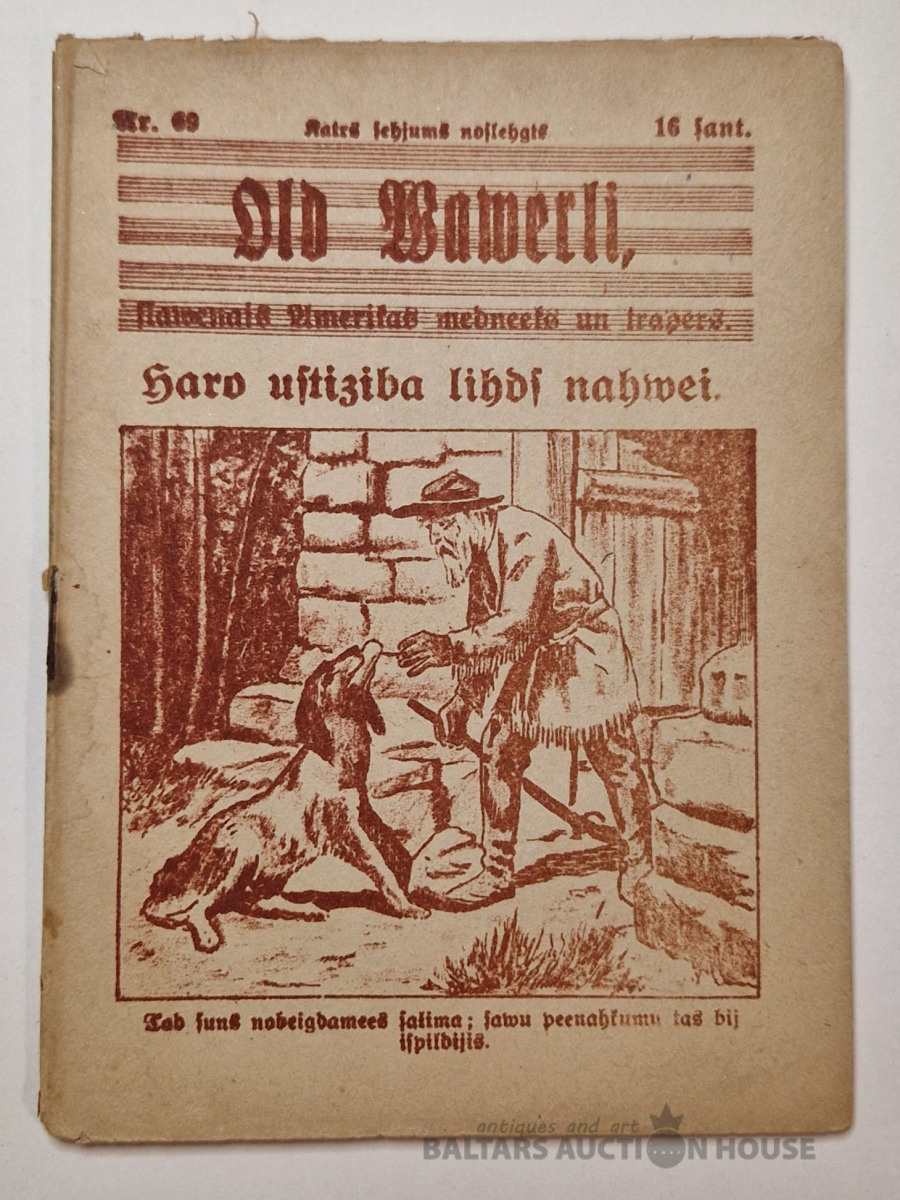 Nr. 69 Katrs sehjums noslehgts 16 sant.
Old Wawerli,
slawenais Amerikas medneeks un trapers.
Haro ustiziba lihds nahwei.
Tad suns nobeigdamees sakima; sawu peenahkumu tas bij
ispildijis.
antiques and art
BALTARS AUCTION HOUSE